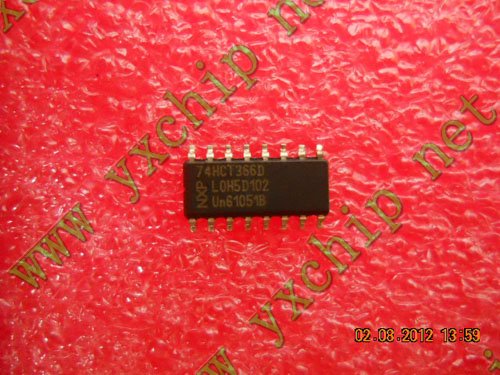 www yxchip net
www yxchip net
www yxchip net
74HCT366D
NXP
L0H5D102
Un61051B
02.08.2012 13:59